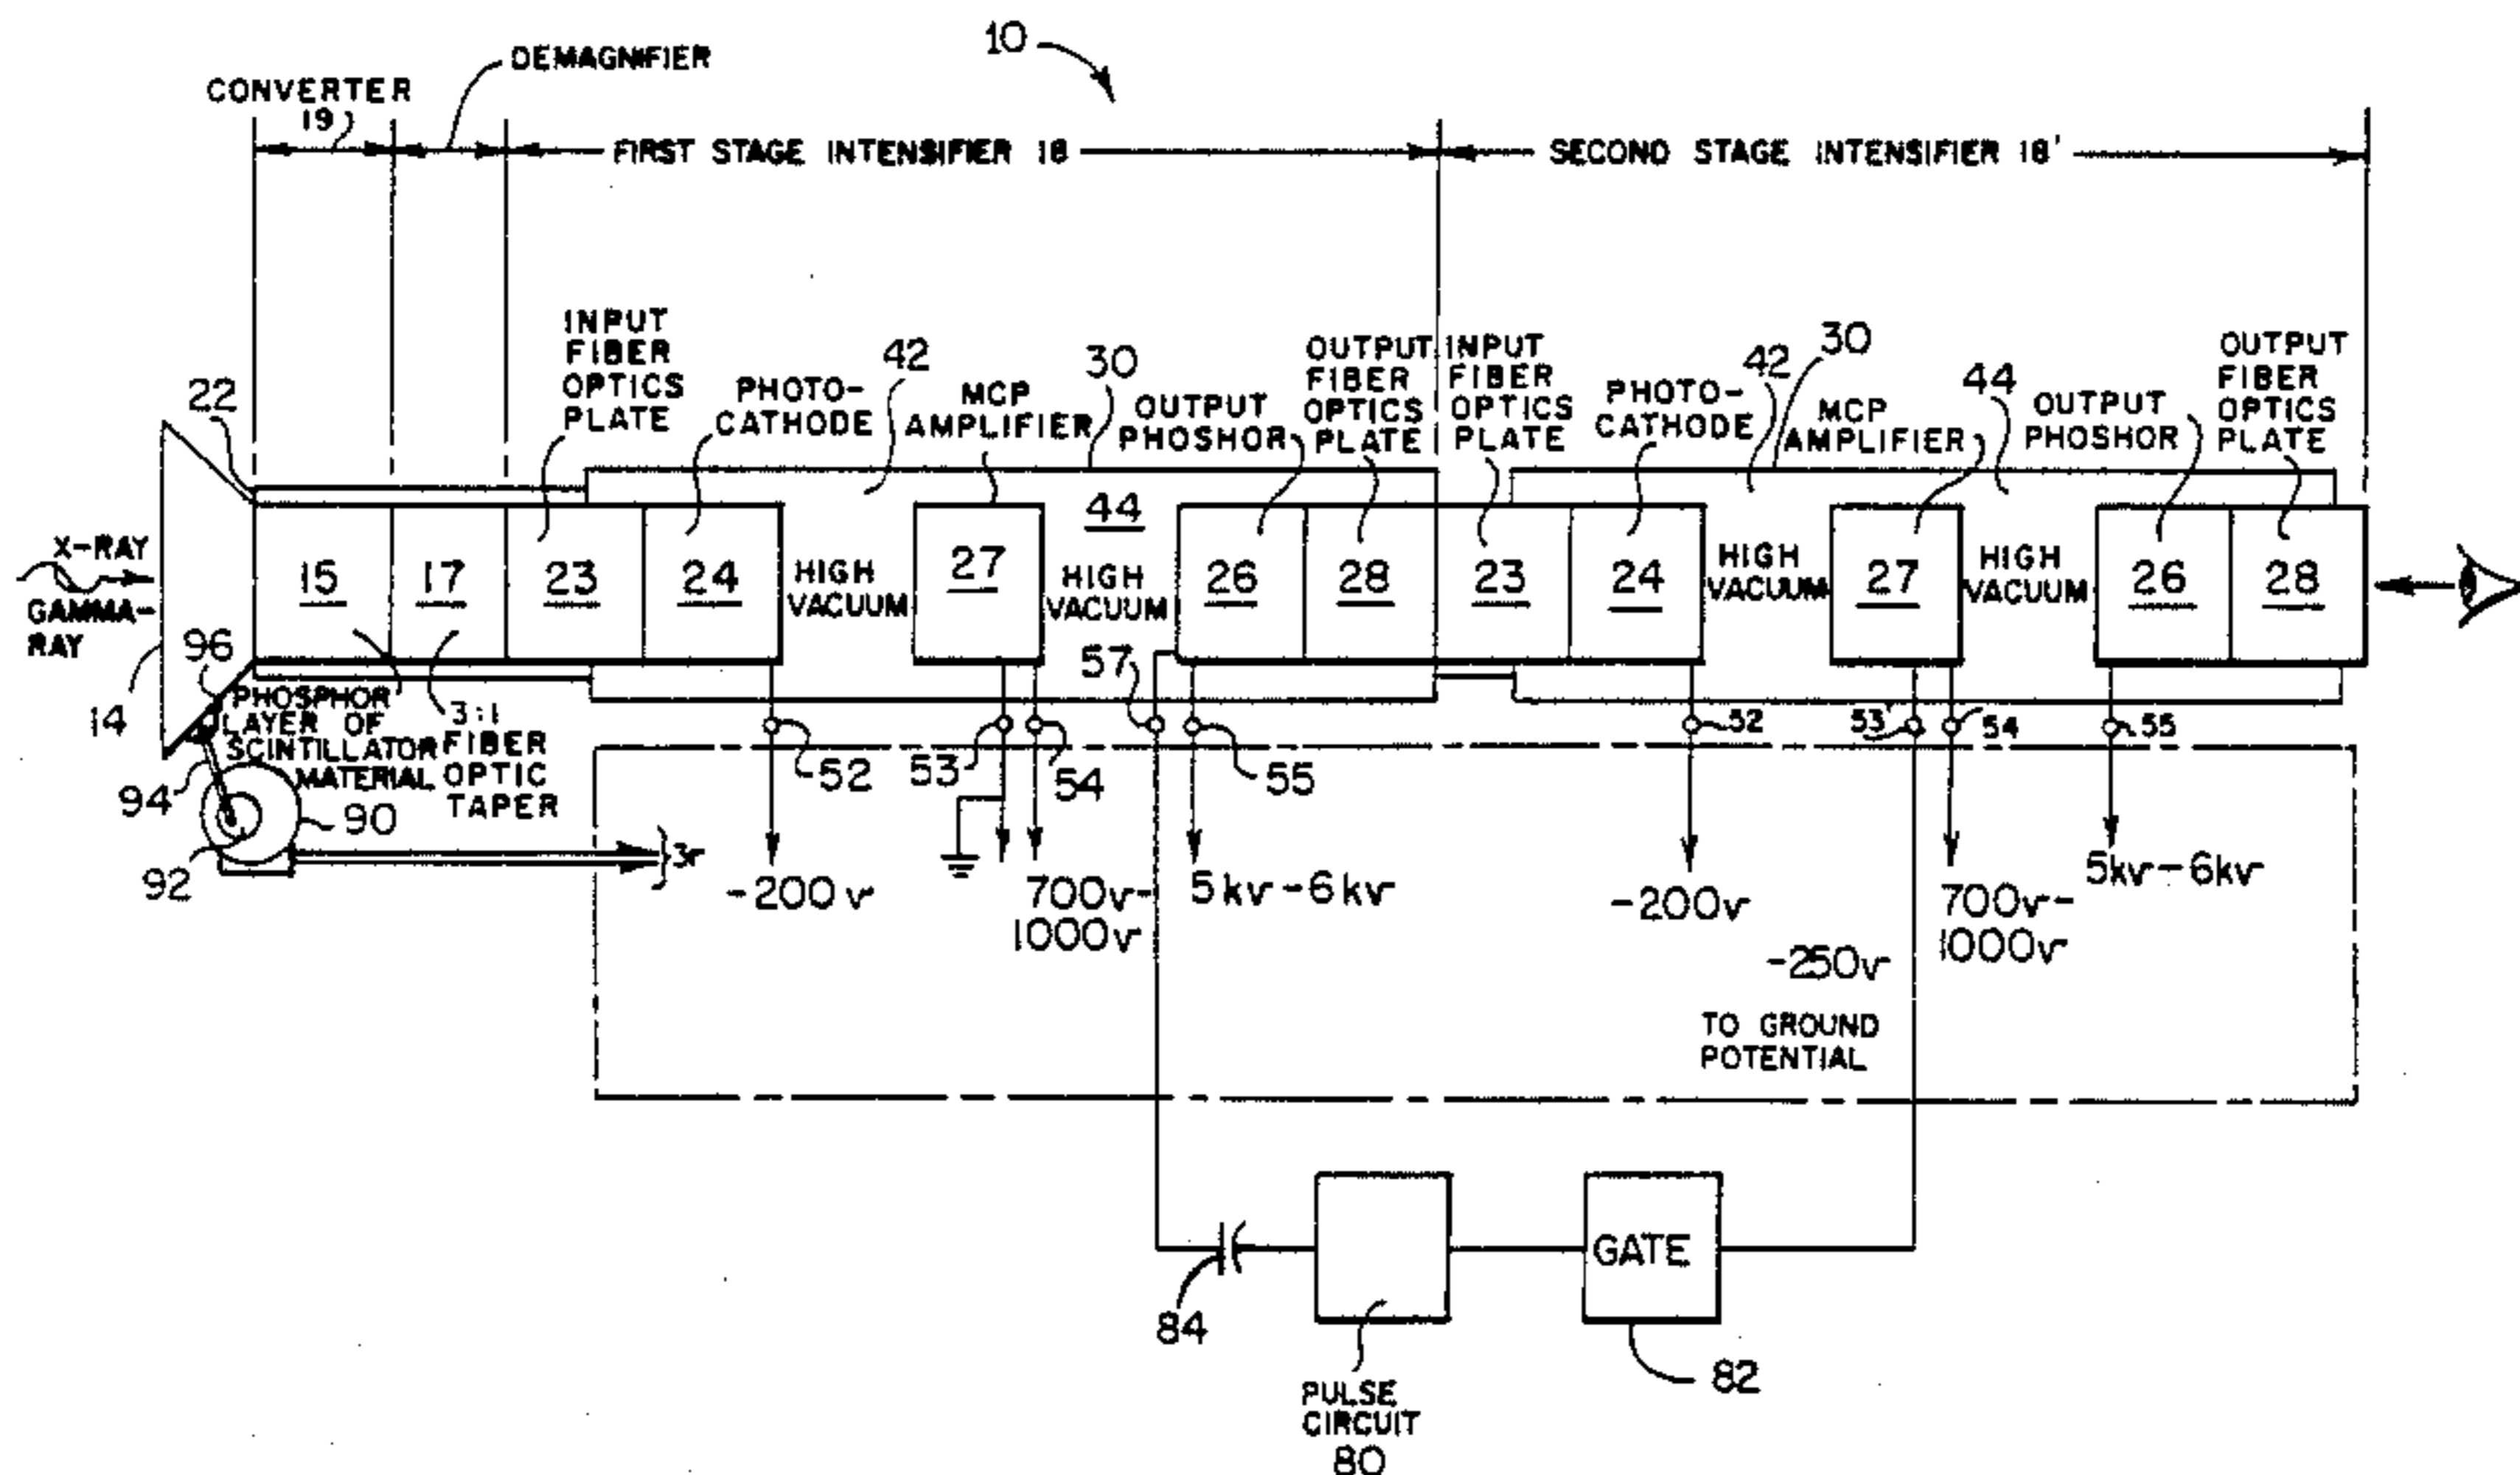 10
DEMAGNIFIER
CONVERTER
19
FIRST STAGE INTENSIFIER 18
SECOND STAGE INTENSIFIER 18'
INPUT
FIBER
OPTICS
PLATE
22
PHOTO-
CATHODE
42
MCP
AMPLIFIER
30
OUTPUT
PHOSHOR
OUTPUT
FIBER
OPTICS
PLATE
INPUT
FIBER
OPTICS
PLATE
PHOTO-
CATHODE
42
30
MCP
AMPLIFIER
44
OUTPUT
PHOSHOR
OUTPUT
FIBER
OPTICS
PLATE
X-RAY
GAMMA-
RAY
14
15
17
23
24
HIGH
VACUUM
27
44
HIGH
VACUUM
26
28
23
24
HIGH
VACUUM
27
HIGH
VACUUM
26
28
96
PHOSPHOR
LAYER OF
SCINTILLATOR
MATERIAL
3:1
FIBER
OPTIC
TAPER
94
90
92
3v
52
53
54
57
55
52
53'
54
55
-200v
700v-
1000v
5kv-6kv
-200v
-250v
TO GROUND
POTENTIAL
700v-
1000v
5kv-6kv
84
PULSE
CIRCUIT
80
GATE
82